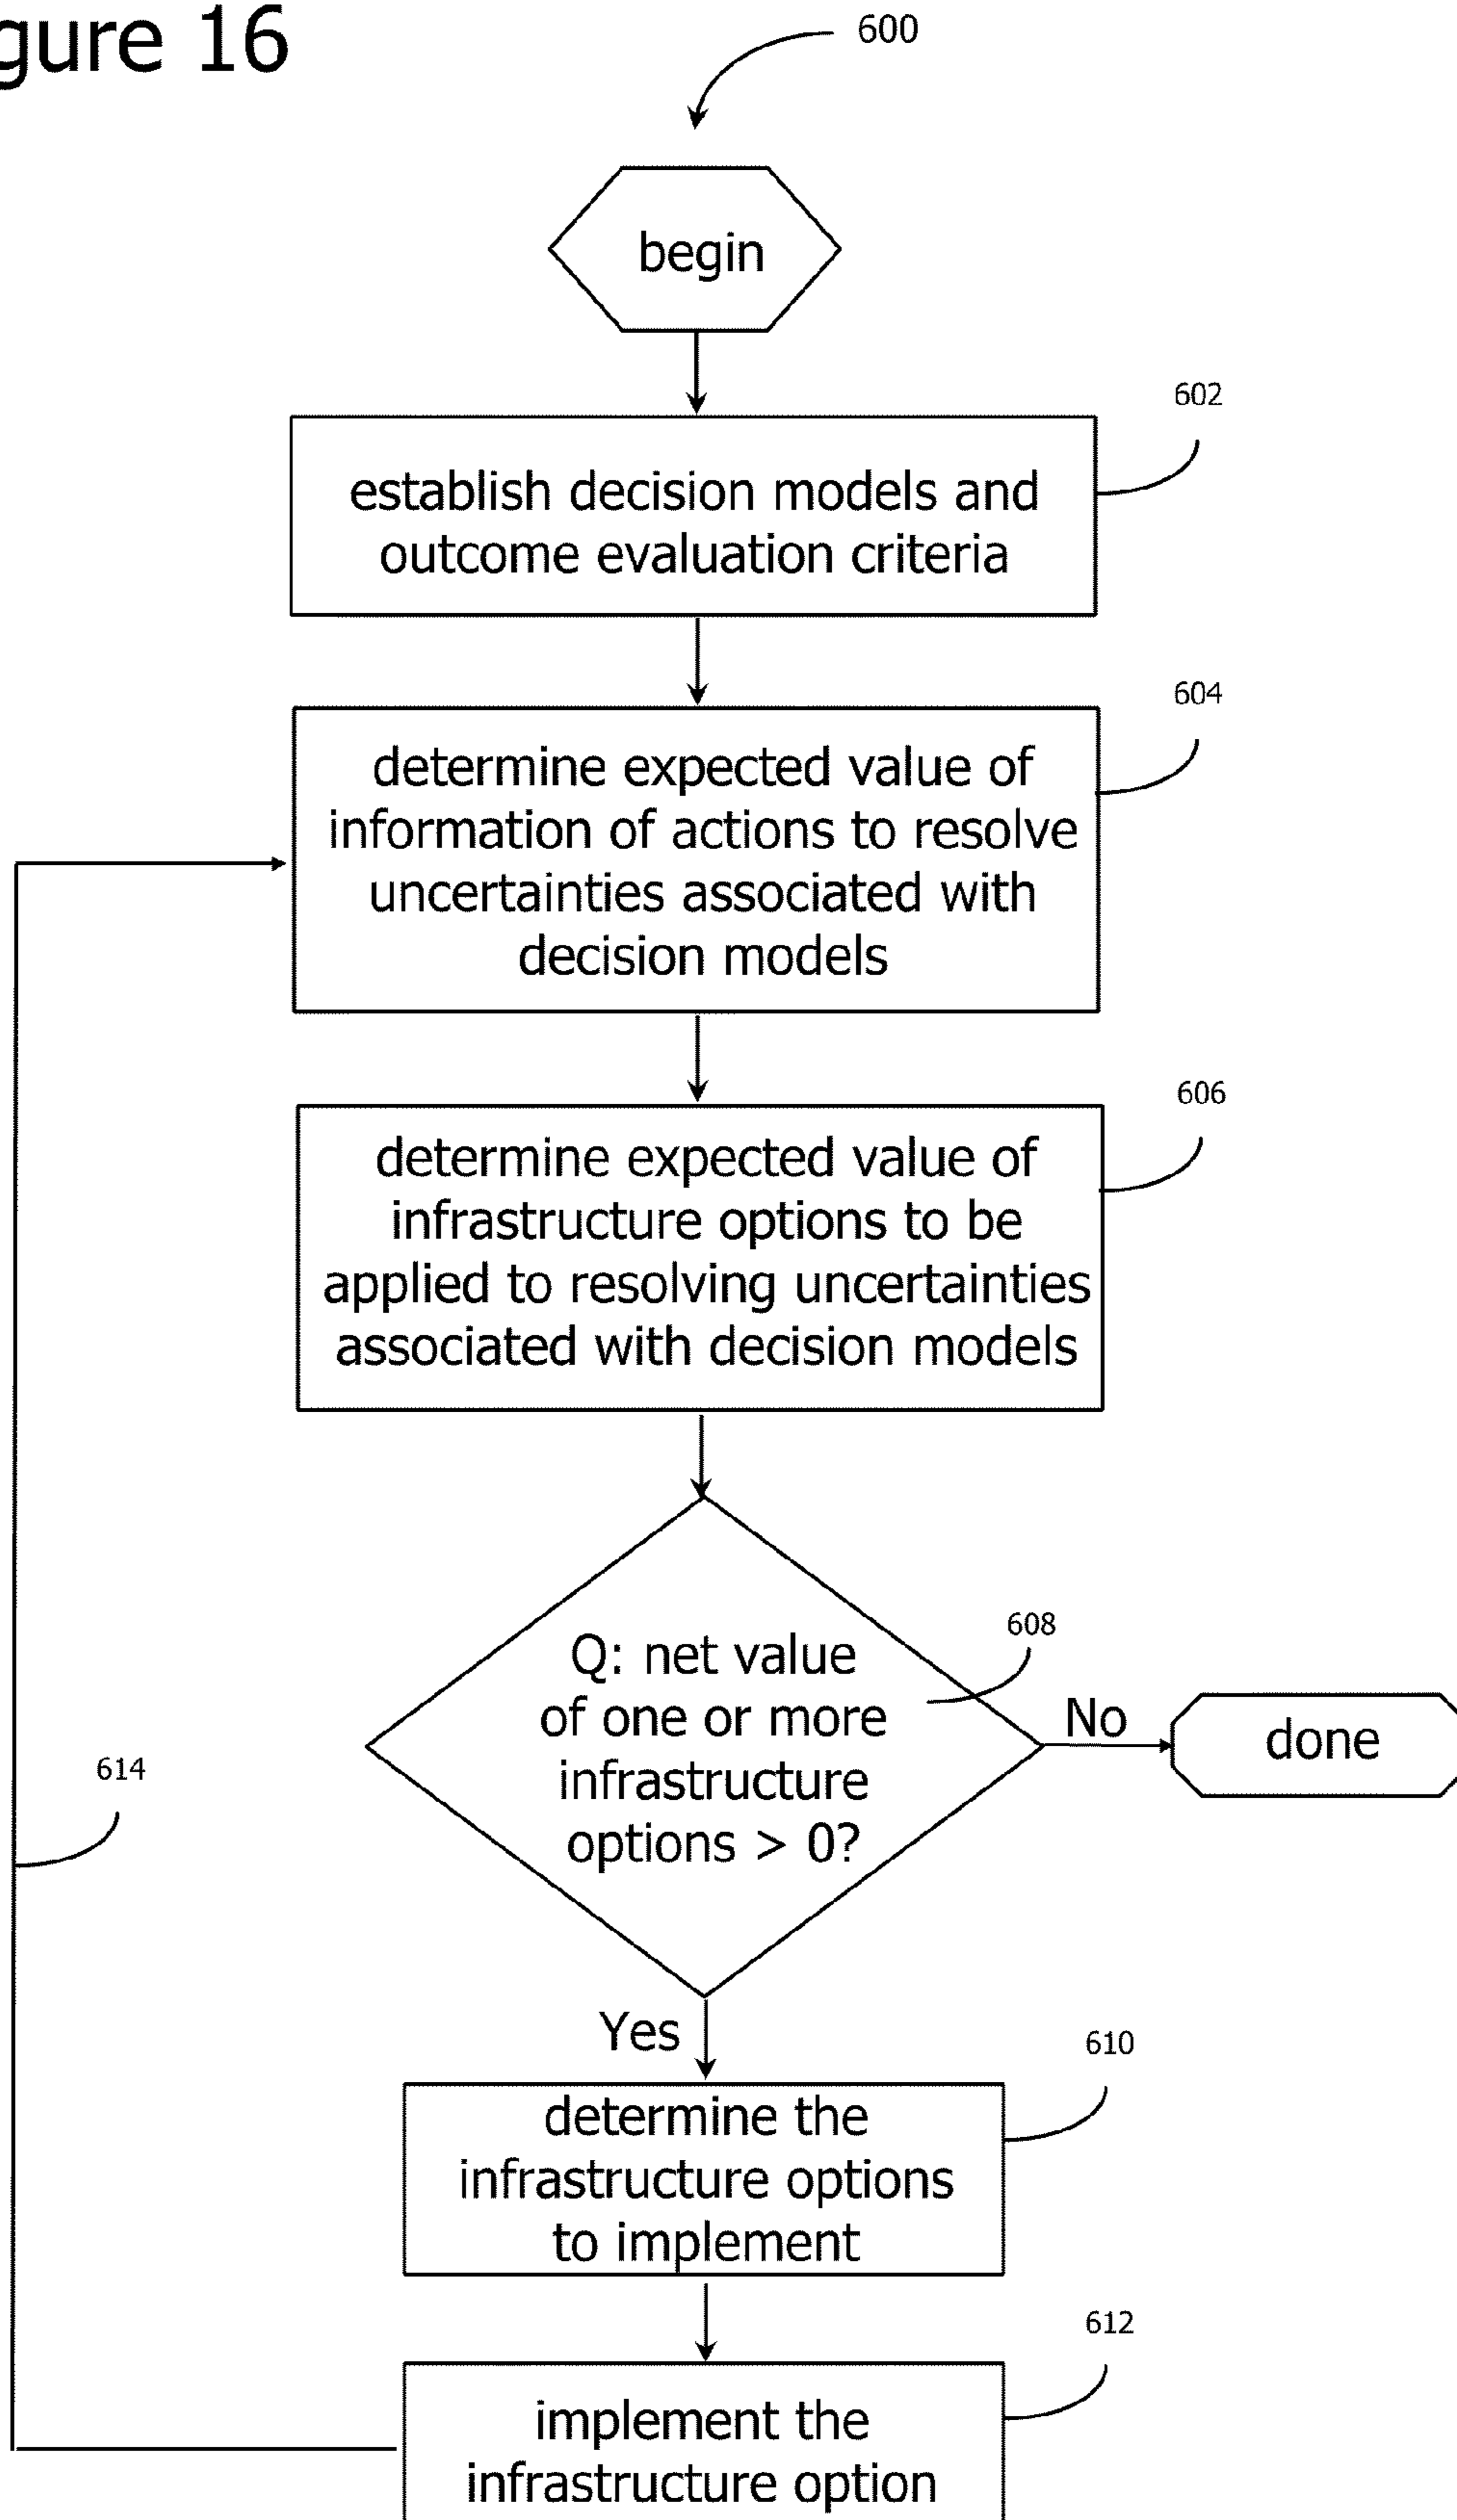 gure 16
600
begin
602
establish decision models and
outcome evaluation criteria
604
determine expected value of
information of actions to resolve
uncertainties associated with
decision models
606
determine expected value of
infrastructure options to be
applied to resolving uncertainties
associated with decision models
608
Q: net value
of one or more
infrastructure
options > 0?
No
done
614
Yes
610
determine the
infrastructure options
to implement
612
implement the
infrastructure option